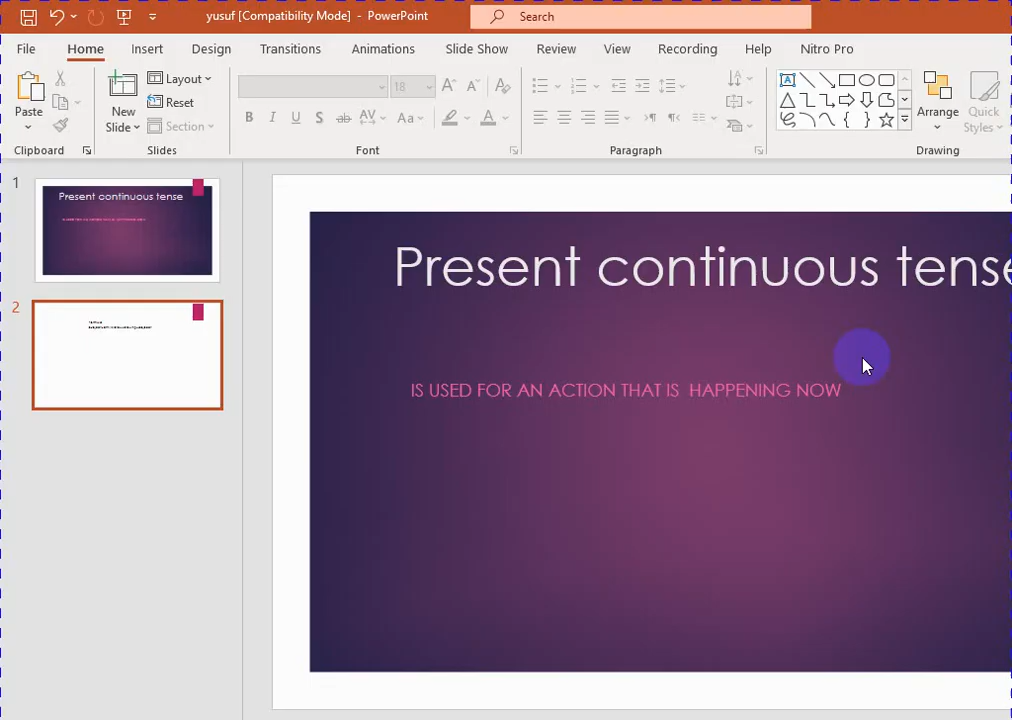 yusuf [Compatibility Mode] - PowerPoint
Search
File Home Insert Design Transitions Animations Slide Show Review View Recording Help Nitro Pro
Paste
New Slide
Layout
Reset
Section
18
B I U S ab AV Aa A
Arrange
Quick Styles
Clipboard Slides Font Paragraph Drawing
1
Present continuous tense
2
Present continuous tense
IS USED FOR AN ACTION THAT IS HAPPENING NOW